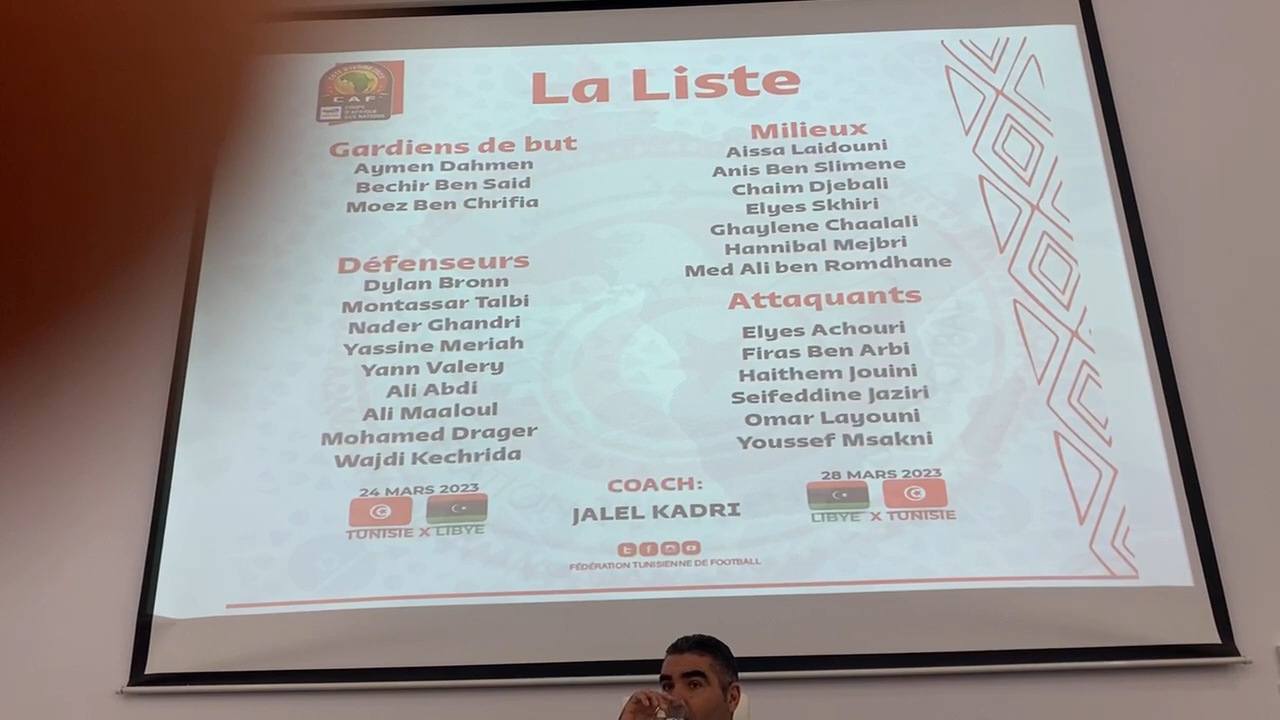 La Liste
CAF
COUPE
D'AFRIQUE
DES NATIONS
Gardiens de but
Aymen Dahmen
Bechir Ben Said
Moez Ben Chrifia
Défenseurs
Dylan Bronn
Montassar Talbi
Nader Ghandri
Yassine Meriah
Yann Valery
Ali Abdi
Ali Maaloul
Mohamed Drager
Wajdi Kechrida
Milieux
Aissa Laidouni
Anis Ben Slimene
Chaim Djebali
Elyes Skhiri
Ghaylene Chaalali
Hannibal Mejbri
Med Ali ben Romdhane
Attaquants
Elyes Achouri
Firas Ben Arbi
Haithem Jouini
Seifeddine Jaziri
Omar Layouni
Youssef Msakni
24 MARS 2023
TUNISIE X LIBYE
COACH:
JALEL KADRI
28 MARS 2023
LIBYE X TUNISIE
FÉDÉRATION TUNISIENNE DE FOOTBALL